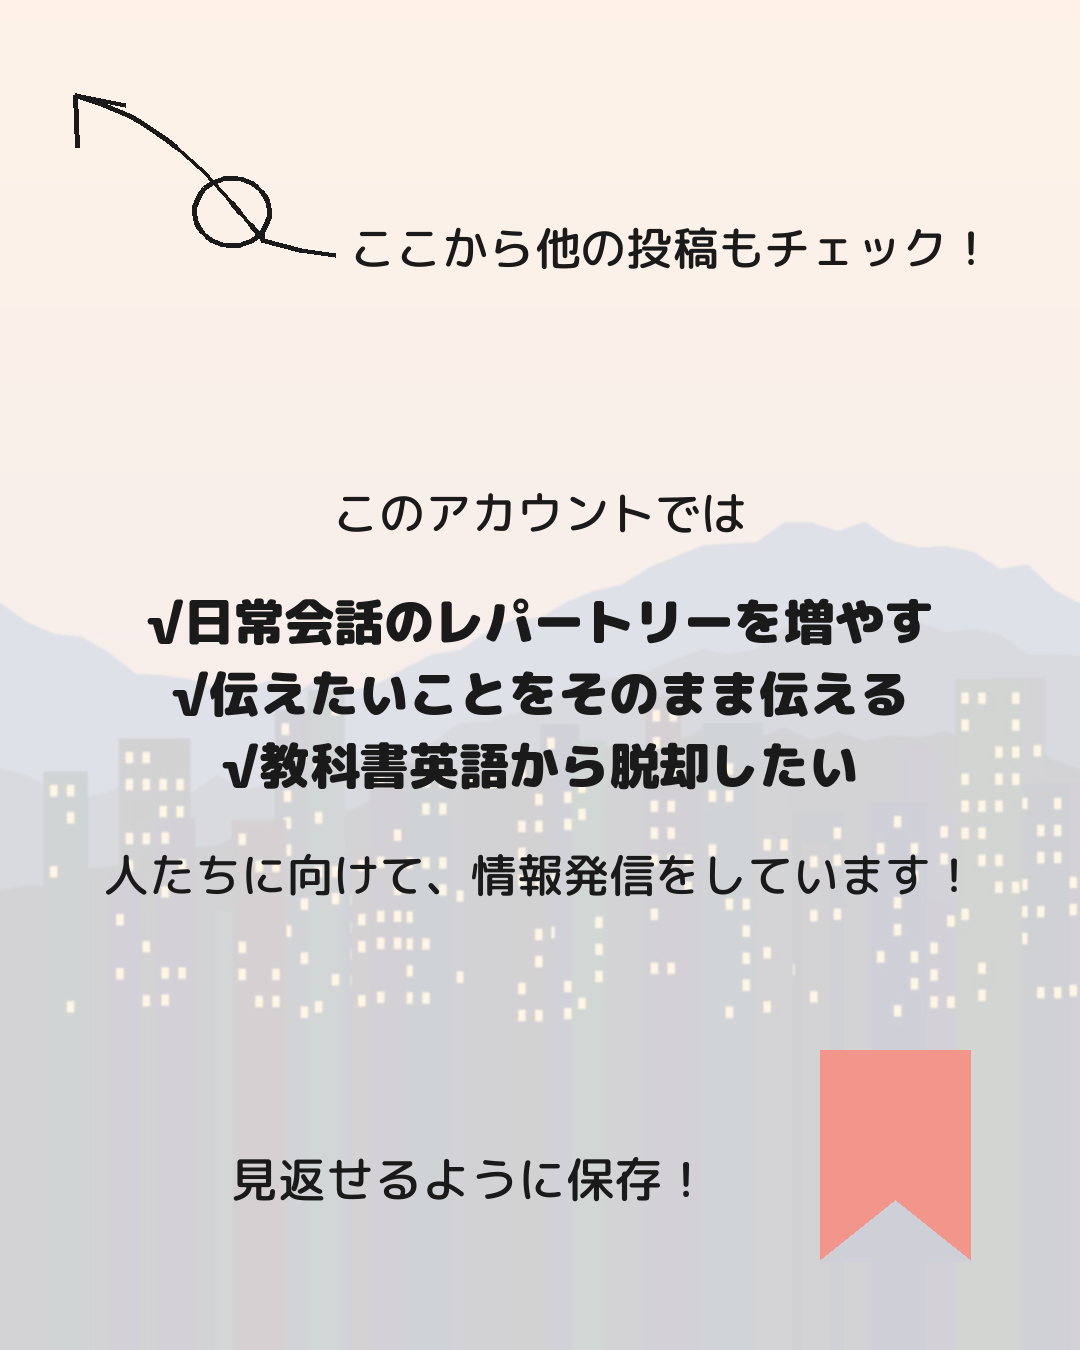 ここから他の投稿もチェック！
このアカウントでは
√日常会話のレパートリーを増やす
√伝えたいことをそのまま伝える
√教科書英語から脱却したい
人たちに向けて、情報発信をしています！
見返せるように保存！